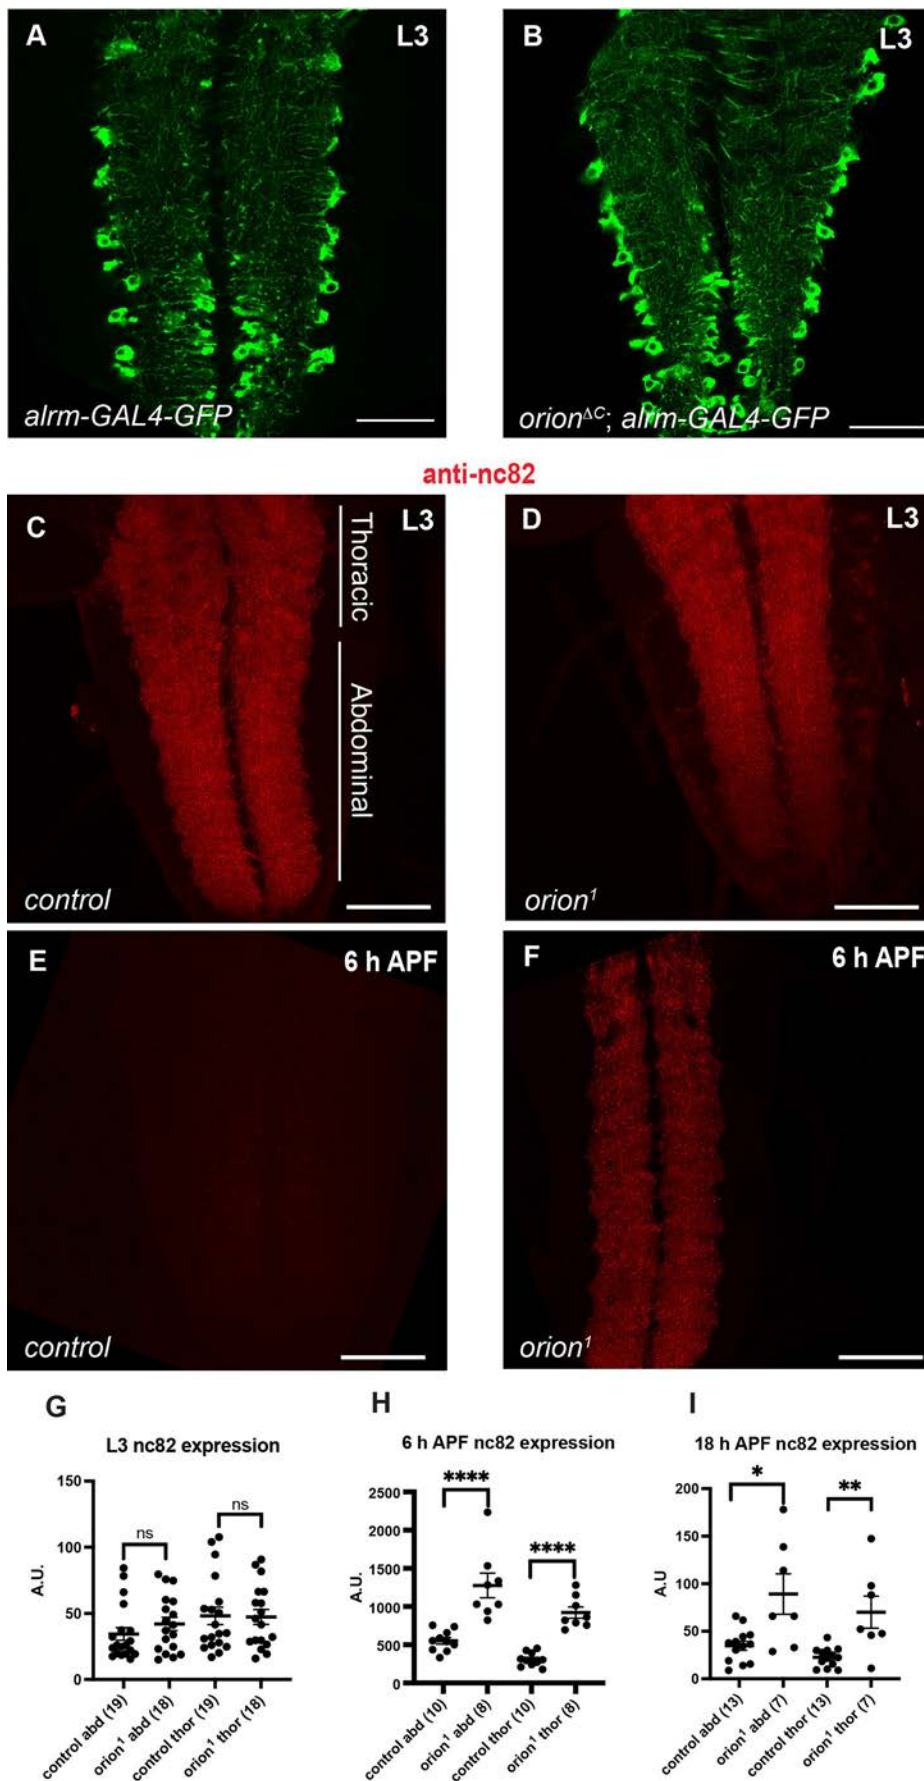 A L3
B L3
alrm-GAL4-GFP
orionΔC; alrm-GAL4-GFP
anti-nc82
C L3
Thoracic
Abdominal
control
D L3
orion1
E 6 h APF
control
F 6 h APF
orion1
G
L3 nc82 expression
A.U.
150
100
50
0
ns
ns
control abd (19)
orion1 abd (18)
control thor (19)
orion1 thor (18)
H
6 h APF nc82 expression
A.U.
2500
2000
1500
1000
500
0
****
****
control abd (10)
orion1 abd (8)
control thor (10)
orion1 thor (8)
I
18 h APF nc82 expression
A.U
200
150
100
50
0
*
**
control abd (13)
orion1 abd (7)
control thor (13)
orion1 thor (7)